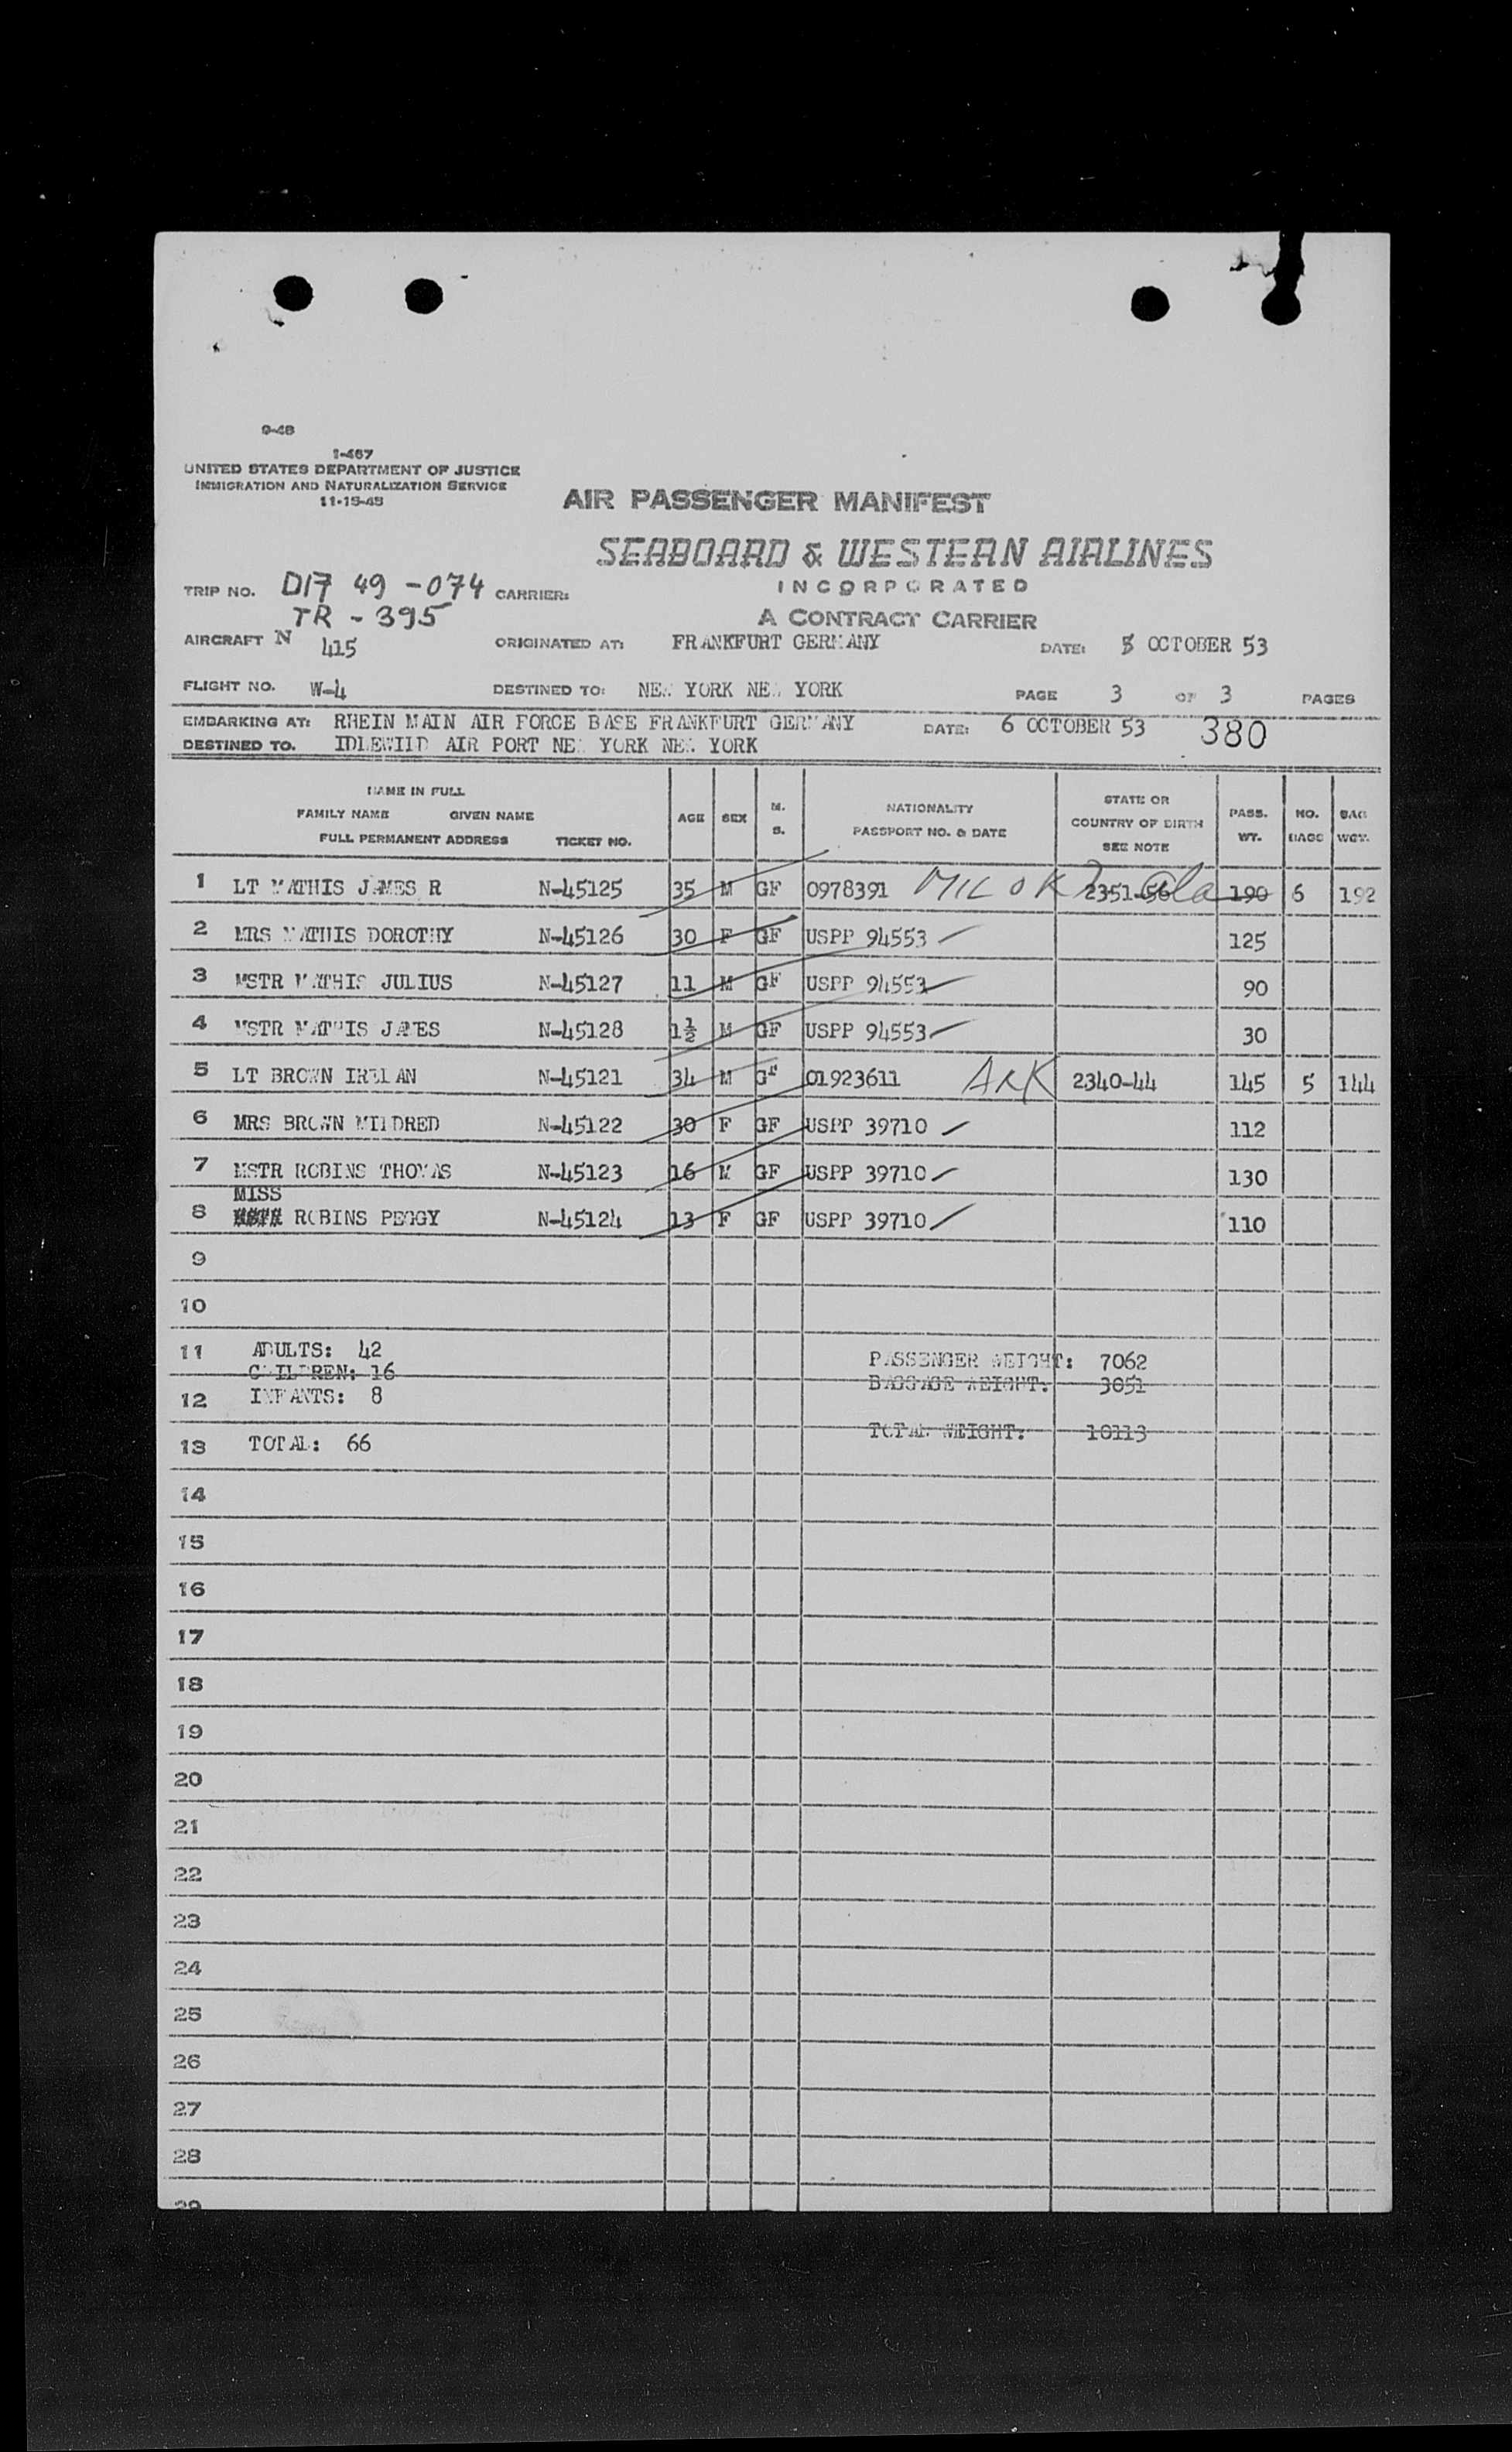 9-48
1-467
UNITED STATES DEPARTMENT OF JUSTICE
IMMIGRATION AND NATURALIZATION SERVICE
11-15-45
AIR PASSENGER MANIFEST
SEABOARD & WESTERN AIRLINES
INCORPORATED
A CONTRACT CARRIER
TRIP NO. D17 49-074 CARRIER:
TR - 395
AIRCRAFT N 415 ORIGINATED AT: FRANKFURT GERMANY DATE: 5 OCTOBER 53
FLIGHT NO. W-4 DESTINED TO: NEW YORK NEW YORK PAGE 3 OF 3 PAGES
EMBARKING AT: RHEIN MAIN AIR FORCE BASE FRANKFURT GERMANY DATE: 6 OCTOBER 53 380
DESTINED TO. IDLEWILD AIR PORT NEW YORK NEW YORK
NAME IN FULL
FAMILY NAME GIVEN NAME
FULL PERMANENT ADDRESS TICKET NO.
AGE SEX M. S.
NATIONALITY
PASSPORT NO. & DATE
STATE OR
COUNTRY OF BIRTH
SEE NOTE
PASS. WT. NO. BAGS BAG WGT.
1 LT MATHIS JAMES R N-45125 35 M GF 0978391 MIL OK 2351-56 Ala 190 6 192
2 MRS MATHIS DOROTHY N-45126 30 F GF USPP 94553 125
3 MSTR MATHIS JULIUS N-45127 11 M GF USPP 94553 90
4 MSTR MATHIS JAMES N-45128 1½ M GF USPP 94553 30
5 LT BROWN IRELAN N-45121 34 M GF 01923611 ARK 2340-44 145 5 144
6 MRS BROWN MILDRED N-45122 30 F GF USPP 39710 112
7 MSTR ROBINS THOMAS N-45123 16 M GF USPP 39710 130
MISS
8 ROBINS PEGGY N-45124 13 F GF USPP 39710 110
9
10
11 ADULTS: 42 PASSENGER WEIGHT: 7062
CHILDREN: 16 BAGGAGE WEIGHT: 3051
12 INFANTS: 8
TOTAL WEIGHT: 10113
13 TOTAL: 66
14
15
16
17
18
19
20
21
22
23
24
25
26
27
28
29